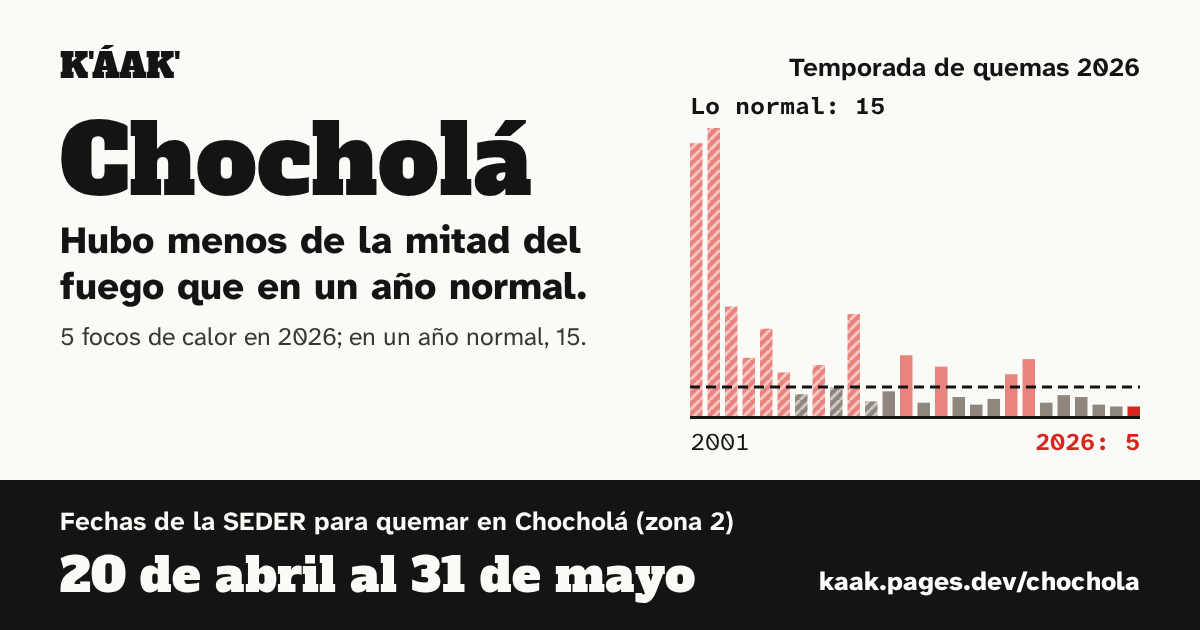 K'ÁAK'
Temporada de quemas 2026
Lo normal: 15
Chocholá
Hubo menos de la mitad del
fuego que en un año normal.
5 focos de calor en 2026; en un año normal, 15.
2001
2026: 5
Fechas de la SEDER para quemar en Chocholá (zona 2)
20 de abril al 31 de mayo
kaak.pages.dev/chochola